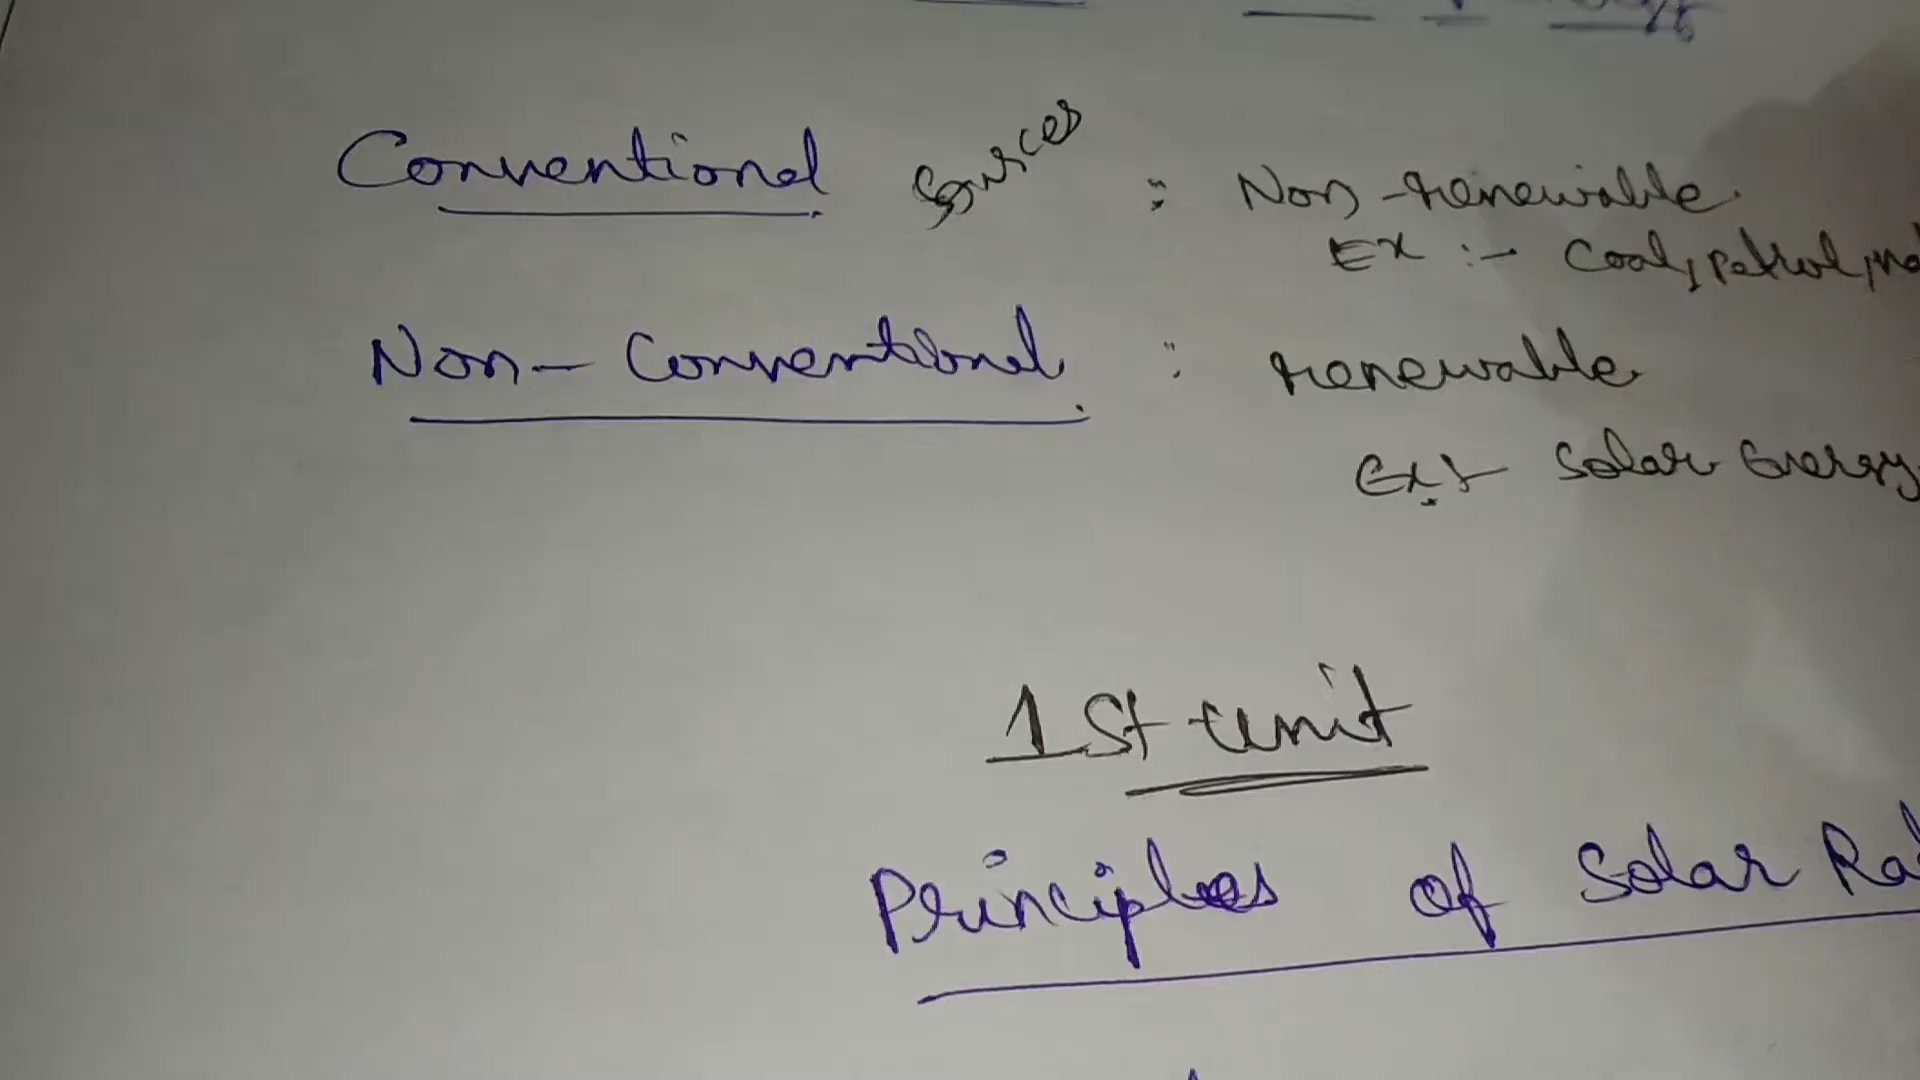 Conventional Sources : Non-renewable
Ex :- Coal, Petrol,
Non-Conventional : renewable
Ex :- Solar Energy
1st unit
Principles of Solar